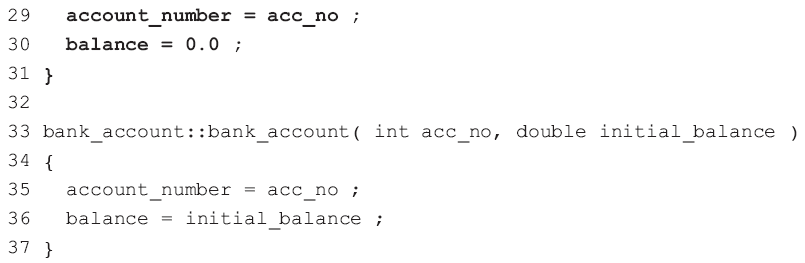 29   account_number = acc_no ;
30   balance = 0.0 ;
31 }
32
33 bank_account::bank_account( int acc_no, double initial_balance )
34 {
35   account_number = acc_no ;
36   balance = initial_balance ;
37 }